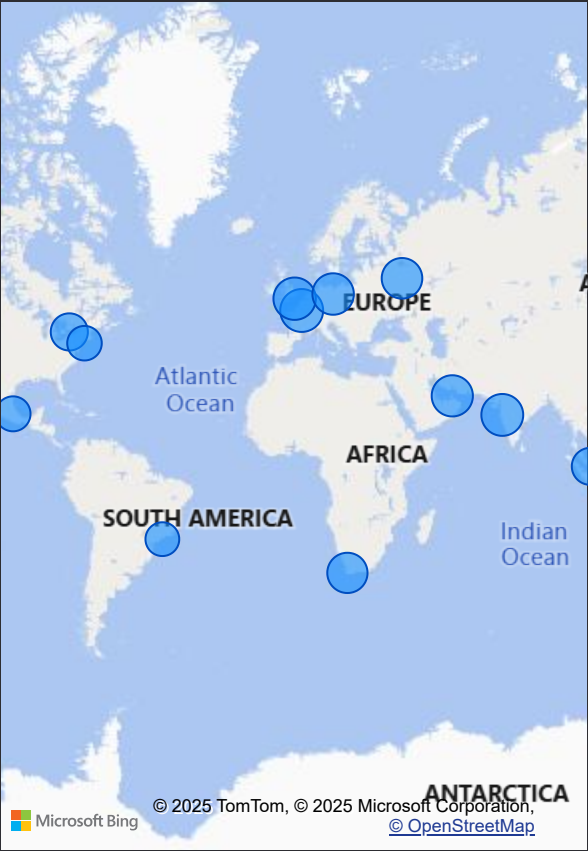 EUROPE
A
Atlantic
Ocean
AFRICA
SOUTH AMERICA
Indian
Ocean
ANTARCTICA
© 2025 TomTom, © 2025 Microsoft Corporation,
Microsoft Bing
© OpenStreetMap